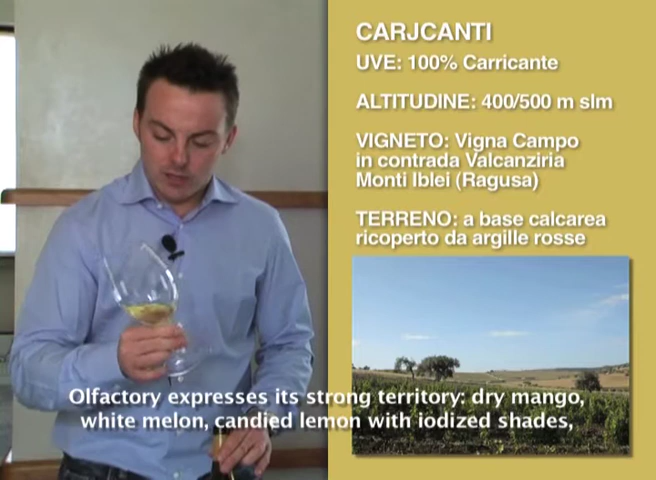 CARJCANTI
UVE: 100% Carricante
ALTITUDINE: 400/500 m slm
VIGNETO: Vigna Campo
in contrada Valcanziria
Monti Iblei (Ragusa)
TERRENO: a base calcarea
ricoperto da argille rosse
Olfactory expresses its strong territory: dry mango,
white melon, candied lemon with iodized shades,